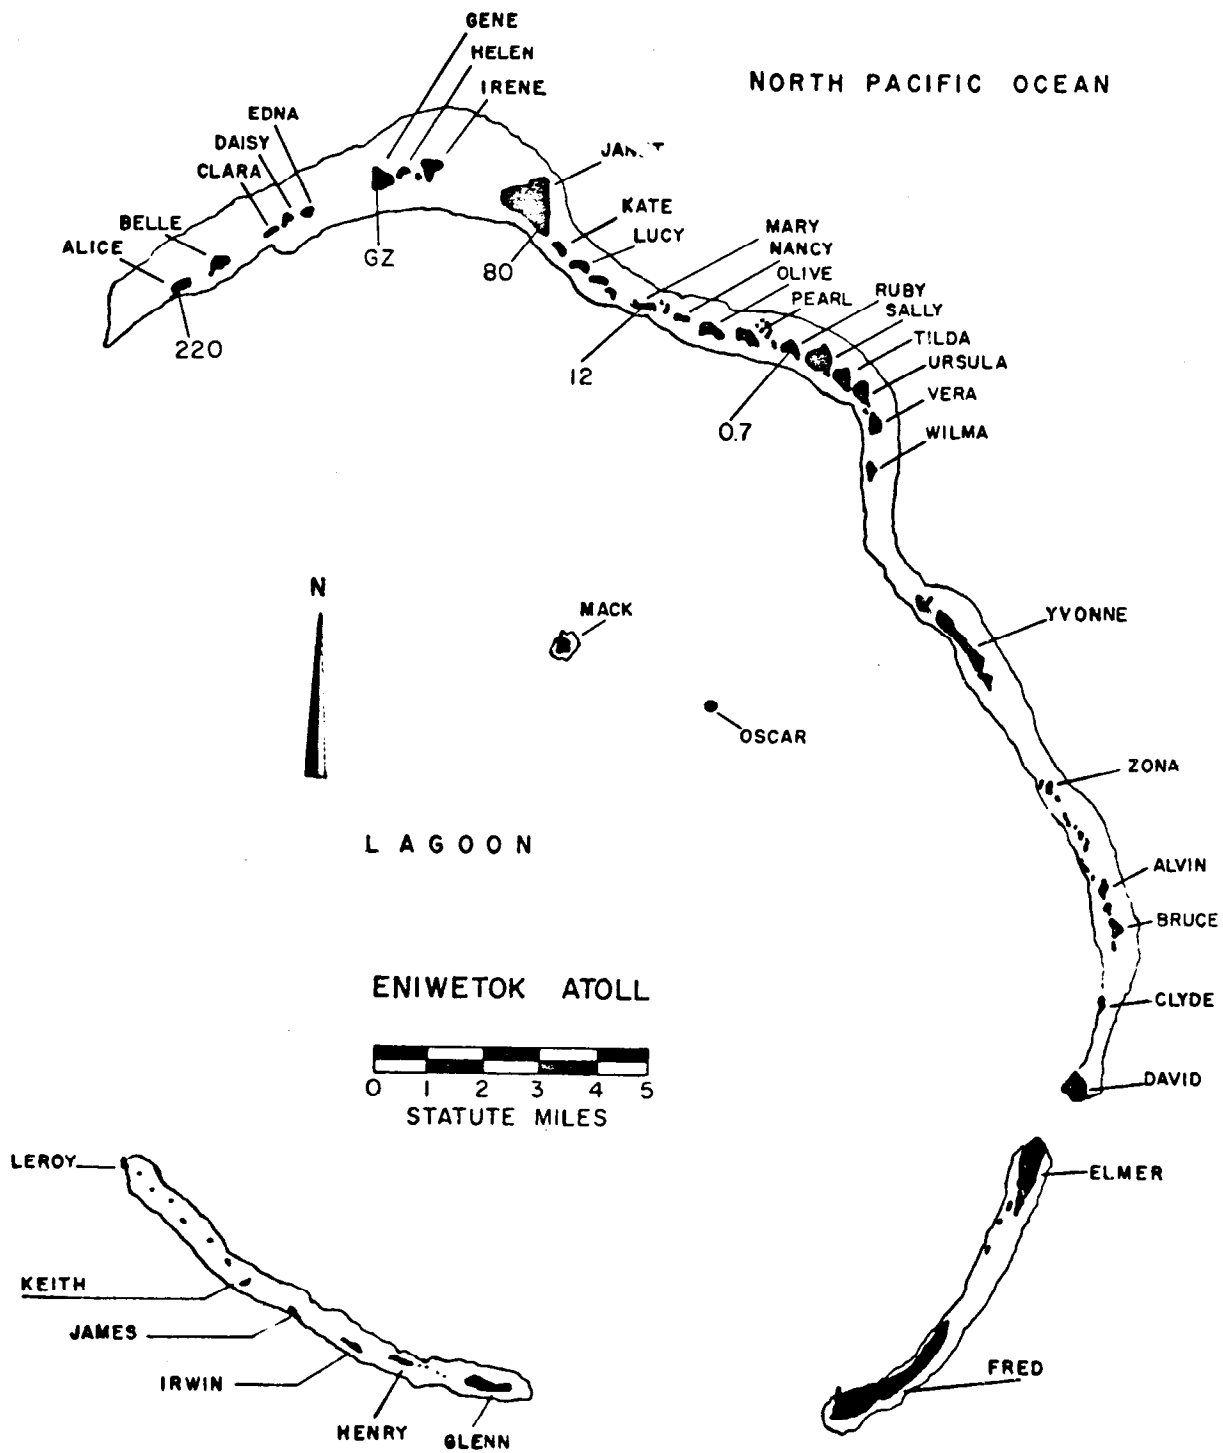 GENE
HELEN
NORTH PACIFIC OCEAN
IRENE
EDNA
DAISY
CLARA
KATE
BELLE
MARY
LUCY
ALICE
NANCY
GZ
80
OLIVE
RUBY
PEARL
SALLY
TILDA
220
URSULA
12
VERA
0.7
WILMA
N
MACK
YVONNE
OSCAR
ZONA
LAGOON
ALVIN
BRUCE
ENIWETOK ATOLL
CLYDE
DAVID
0 1 2 3 4 5
STATUTE MILES
LEROY
ELMER
KEITH
JAMES
FRED
IRWIN
HENRY
GLENN